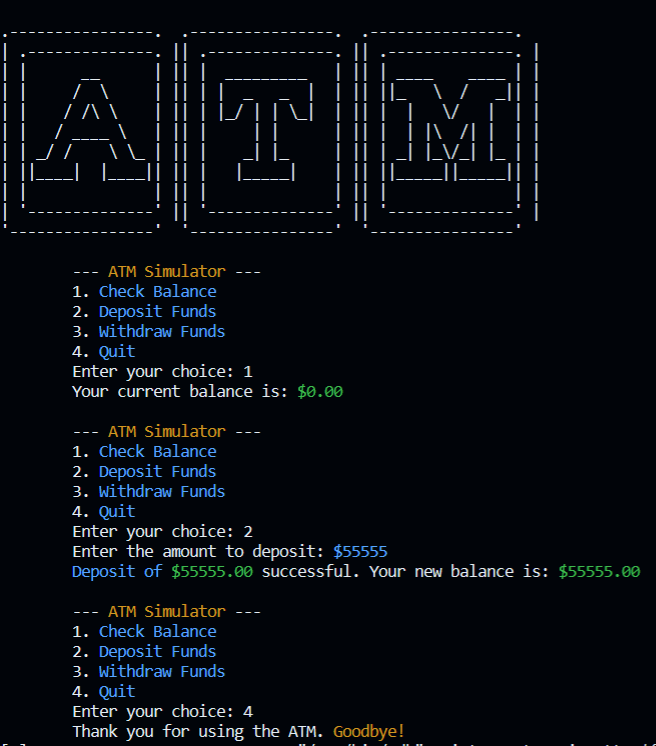 ATM
--- ATM Simulator ---
1. Check Balance
2. Deposit Funds
3. Withdraw Funds
4. Quit
Enter your choice: 1
Your current balance is: $0.00
--- ATM Simulator ---
1. Check Balance
2. Deposit Funds
3. Withdraw Funds
4. Quit
Enter your choice: 2
Enter the amount to deposit: $55555
Deposit of $55555.00 successful. Your new balance is: $55555.00
--- ATM Simulator ---
1. Check Balance
2. Deposit Funds
3. Withdraw Funds
4. Quit
Enter your choice: 4
Thank you for using the ATM. Goodbye!